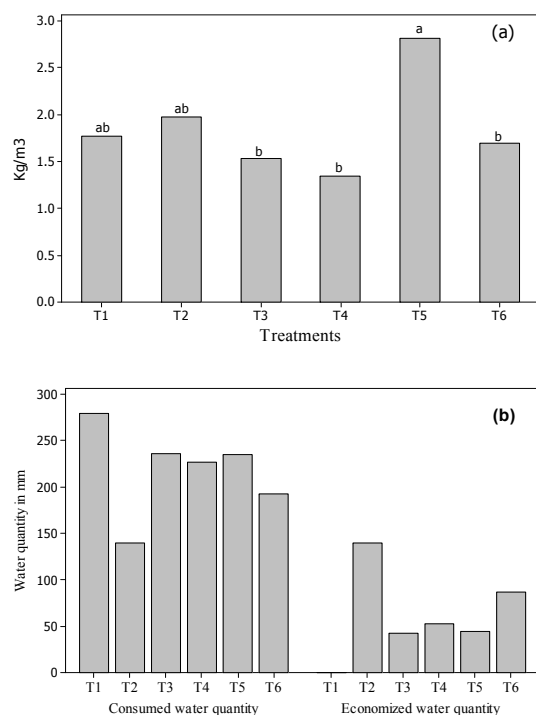 (a)
3.0
2.5
2.0
1.5
1.0
0.5
0.0
Kg/m3
ab
ab
b
b
a
b
T1 T2 T3 T4 T5 T6
Treatments
(b)
300
250
200
150
100
50
0
Water quantity in mm
T1 T2 T3 T4 T5 T6 T1 T2 T3 T4 T5 T6
Consumed water quantity Economized water quantity